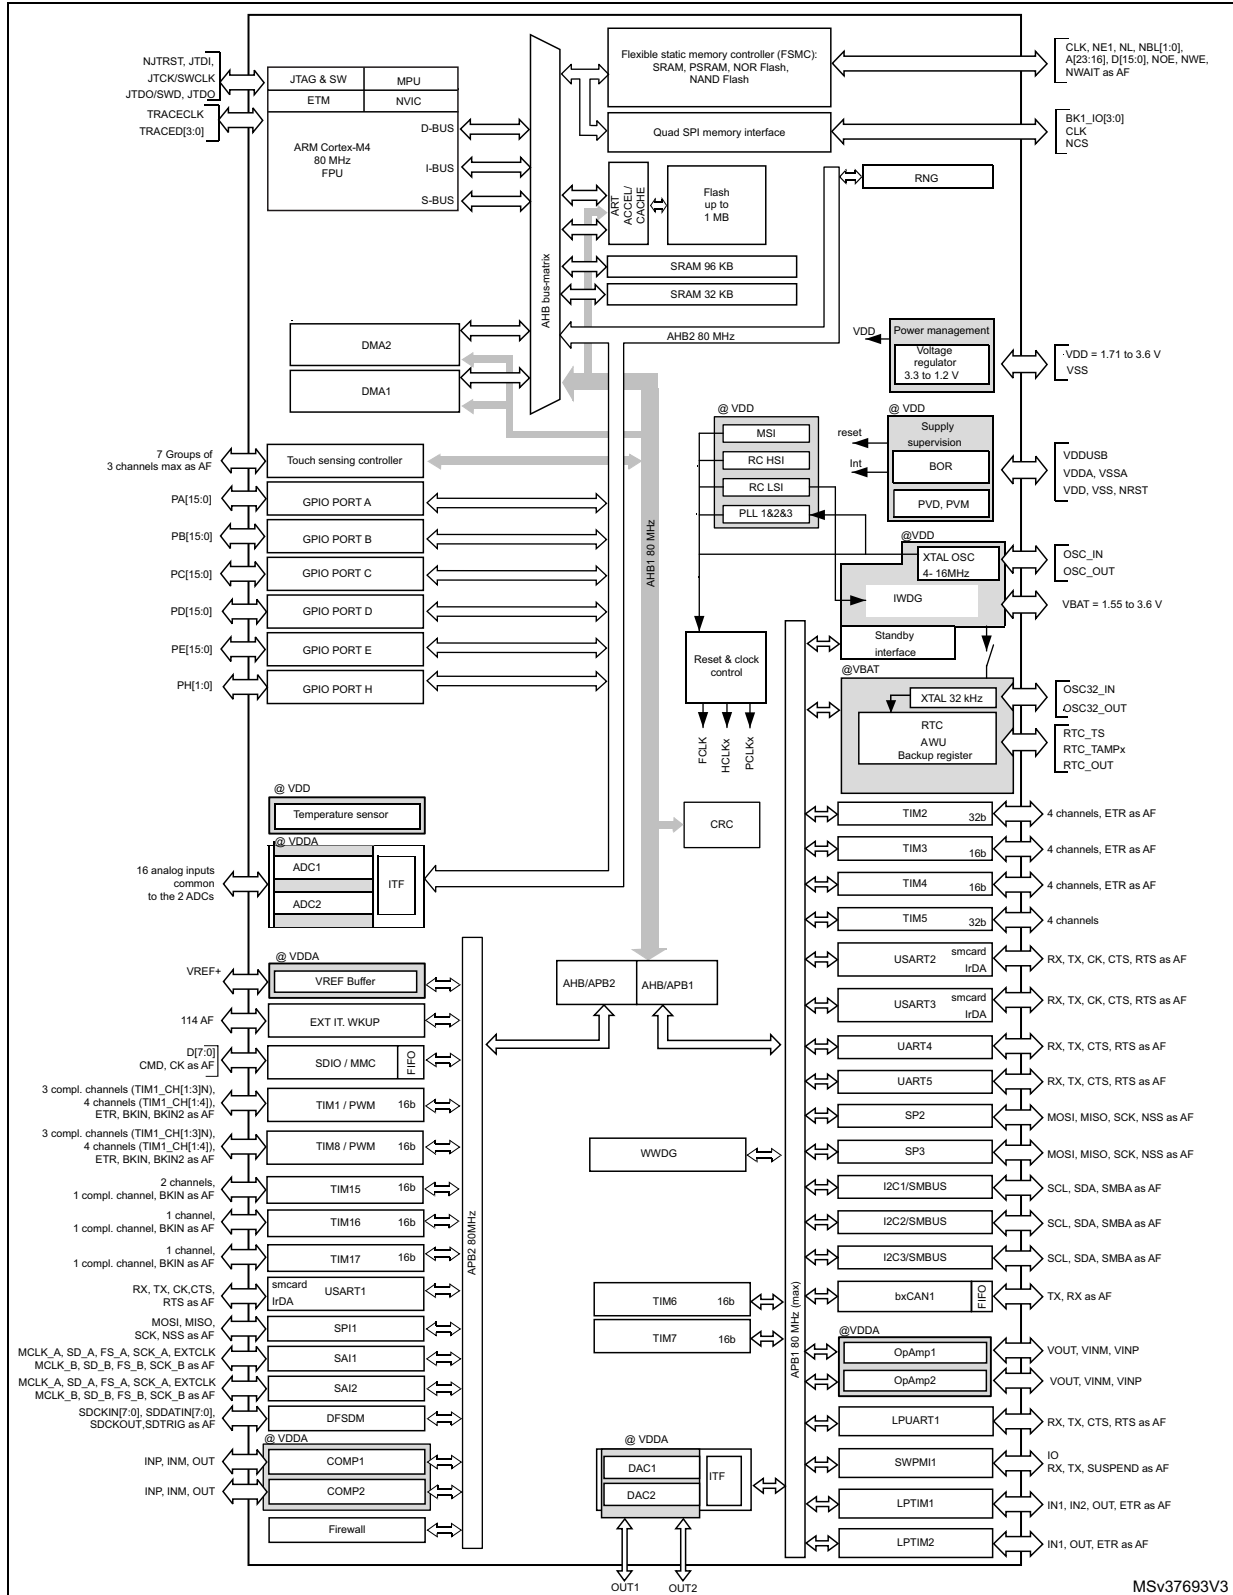 NJTRST, JTDI,
JTCK/SWCLK
JTDO/SWD, JTDO
TRACECLK
TRACED[3:0]
JTAG & SW
MPU
ETM
NVIC
D-BUS
ARM Cortex-M4
80 MHz
FPU
I-BUS
S-BUS
AHB bus-matrix
Flexible static memory controller (FSMC):
SRAM, PSRAM, NOR Flash,
NAND Flash
CLK, NE1, NL, NBL[1:0],
A[23:16], D[15:0], NOE, NWE,
NWAIT as AF
Quad SPI memory interface
BK1_IO[3:0]
CLK
NCS
RNG
ART
ACCEL/
CACHE
Flash
up to
1 MB
SRAM 96 KB
SRAM 32 KB
AHB2 80 MHz
DMA2
DMA1
VDD
Power management
Voltage
regulator
3.3 to 1.2 V
VDD = 1.71 to 3.6 V
VSS
@ VDD
MSI
RC HSI
RC LSI
PLL 1&2&3
@ VDD
reset
Supply
supervision
Int
BOR
PVD, PVM
VDDUSB
VDDA, VSSA
VDD, VSS, NRST
7 Groups of
3 channels max as AF
Touch sensing controller
PA[15:0]
GPIO PORT A
PB[15:0]
GPIO PORT B
PC[15:0]
GPIO PORT C
PD[15:0]
GPIO PORT D
PE[15:0]
GPIO PORT E
PH[1:0]
GPIO PORT H
AHB1 80 MHz
@VDD
XTAL OSC
4- 16MHz
OSC_IN
OSC_OUT
IWDG
VBAT = 1.55 to 3.6 V
Standby
interface
Reset & clock
control
FCLK
HCLKx
PCLKx
@VBAT
XTAL 32 kHz
OSC32_IN
OSC32_OUT
RTC
AWU
Backup register
RTC_TS
RTC_TAMPx
RTC_OUT
@ VDD
Temperature sensor
@ VDDA
16 analog inputs
common
to the 2 ADCs
ADC1
ADC2
ITF
CRC
AHB/APB2
AHB/APB1
TIM2
32b
4 channels, ETR as AF
TIM3
16b
4 channels, ETR as AF
TIM4
16b
4 channels, ETR as AF
TIM5
32b
4 channels
USART2
smcard
IrDA
RX, TX, CK, CTS, RTS as AF
USART3
smcard
IrDA
RX, TX, CK, CTS, RTS as AF
UART4
RX, TX, CTS, RTS as AF
UART5
RX, TX, CTS, RTS as AF
SP2
MOSI, MISO, SCK, NSS as AF
SP3
MOSI, MISO, SCK, NSS as AF
I2C1/SMBUS
SCL, SDA, SMBA as AF
I2C2/SMBUS
SCL, SDA, SMBA as AF
I2C3/SMBUS
SCL, SDA, SMBA as AF
bxCAN1
FIFO
TX, RX as AF
@VDDA
OpAmp1
VOUT, VINM, VINP
OpAmp2
VOUT, VINM, VINP
LPUART1
RX, TX, CTS, RTS as AF
SWPMI1
IO
RX, TX, SUSPEND as AF
LPTIM1
IN1, IN2, OUT, ETR as AF
LPTIM2
IN1, OUT, ETR as AF
APB1 80 MHz (max)
WWDG
TIM6
16b
TIM7
16b
@ VDDA
DAC1
DAC2
ITF
OUT1
OUT2
@ VDDA
VREF+
VREF Buffer
114 AF
EXT IT. WKUP
D[7:0]
CMD, CK as AF
SDIO / MMC
FIFO
3 compl. channels (TIM1_CH[1:3]N),
4 channels (TIM1_CH[1:4]),
ETR, BKIN, BKIN2 as AF
TIM1 / PWM
16b
3 compl. channels (TIM1_CH[1:3]N),
4 channels (TIM1_CH[1:4]),
ETR, BKIN, BKIN2 as AF
TIM8 / PWM
16b
2 channels,
1 compl. channel, BKIN as AF
TIM15
16b
1 channel,
1 compl. channel, BKIN as AF
TIM16
16b
1 channel,
1 compl. channel, BKIN as AF
TIM17
16b
RX, TX, CK,CTS,
RTS as AF
smcard
IrDA
USART1
MOSI, MISO,
SCK, NSS as AF
SPI1
MCLK_A, SD_A, FS_A, SCK_A, EXTCLK
MCLK_B, SD_B, FS_B, SCK_B as AF
SAI1
MCLK_A, SD_A, FS_A, SCK_A, EXTCLK
MCLK_B, SD_B, FS_B, SCK_B as AF
SAI2
SDCKIN[7:0], SDDATIN[7:0],
SDCKOUT,SDTRIG as AF
DFSDM
@ VDDA
INP, INM, OUT
COMP1
INP, INM, OUT
COMP2
Firewall
APB2 80MHz
MSv37693V3